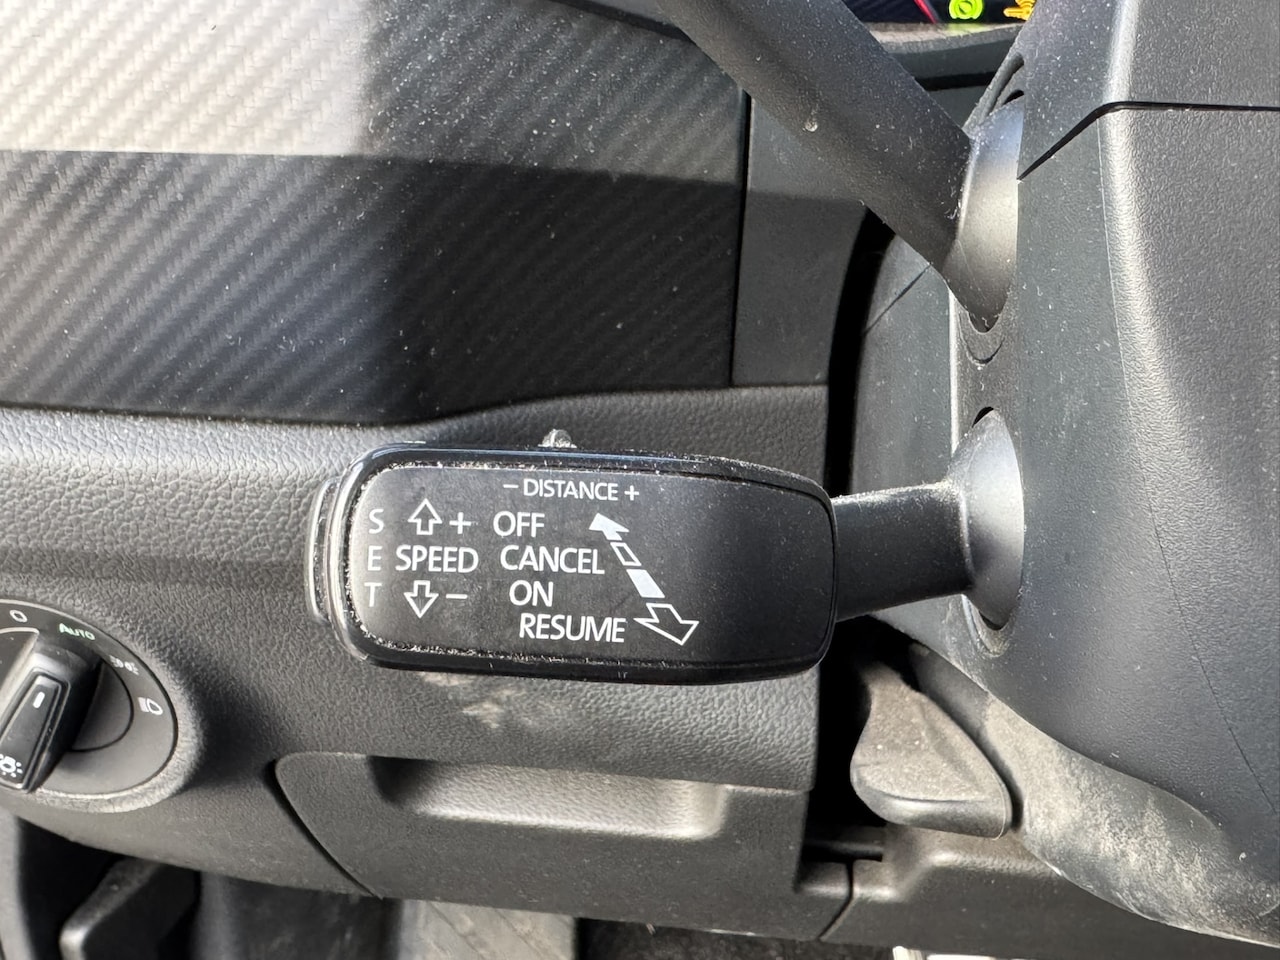 – DISTANCE +
S + OFF
E SPEED CANCEL
T – ON
RESUME
O AUTO